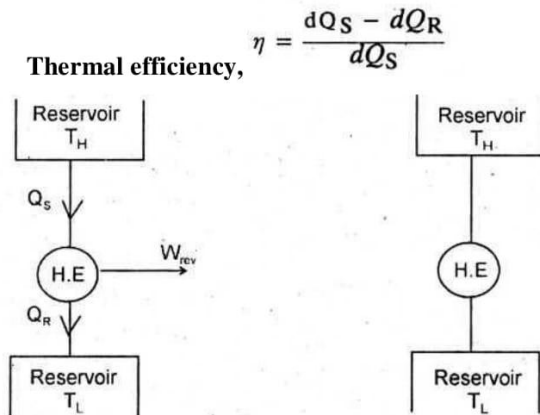 Thermal efficiency, η = dQS − dQR / dQS
Reservoir
TH
QS
H.E
Wrev
QR
Reservoir
TL
Reservoir
TH
H.E
Reservoir
TL